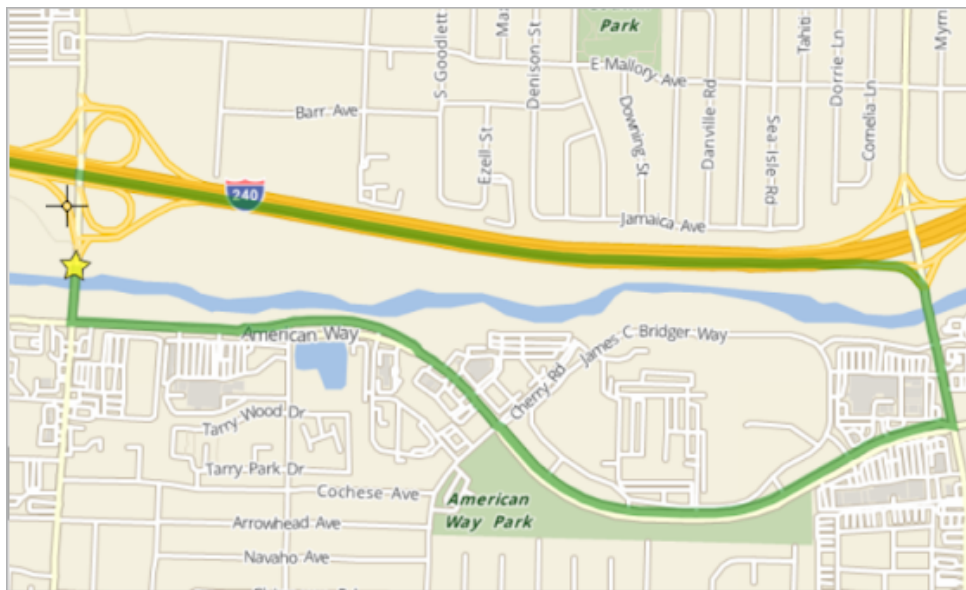 Park
S Goodlett
Denison St
E Mallory Ave
Tahiti
Dorrie Ln
Myrn
Barr Ave
Downing St
Danville Rd
Sea Isle Rd
Cornelia Ln
Ezell St
240
Jamaica Ave
American Way
James C Bridger Way
Cherry Rd
Tarry Wood Dr
Tarry Park Dr
Cochese Ave
American
Way Park
Arrowhead Ave
Navaho Ave